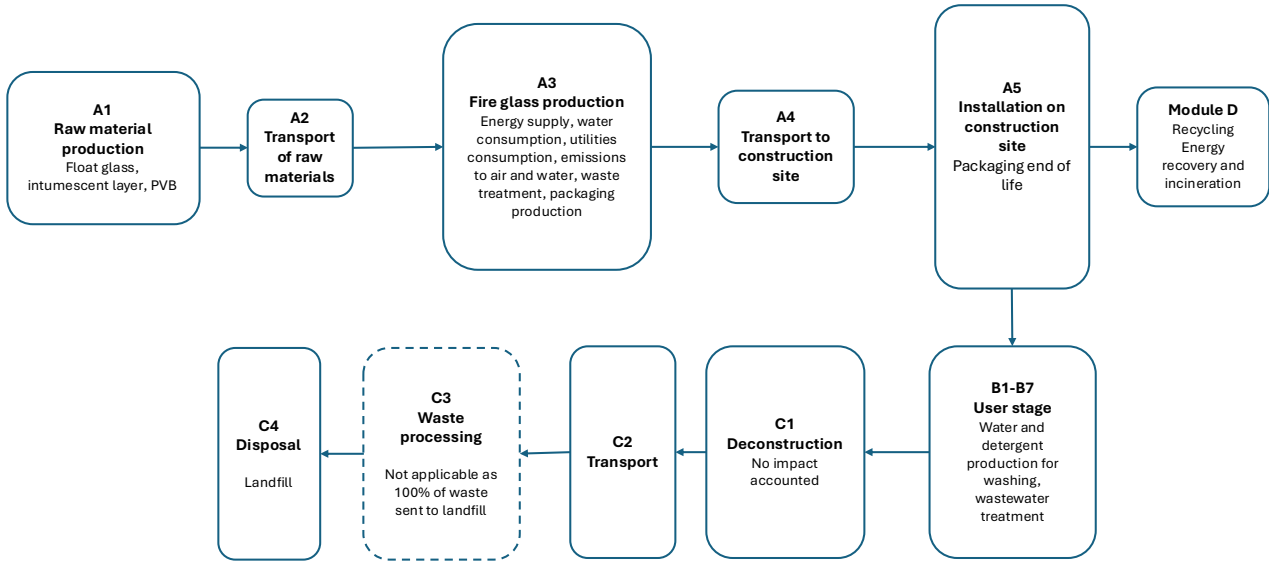 A1
Raw material
production
Float glass,
intumescent layer, PVB
A2
Transport
of raw
materials
A3
Fire glass production
Energy supply, water
consumption, utilities
consumption, emissions
to air and water, waste
treatment, packaging
production
A4
Transport to
construction
site
A5
Installation on
construction
site
Packaging end of
life
Module D
Recycling
Energy
recovery and
incineration
C4
Disposal
Landfill
C3
Waste
processing
Not applicable as
100% of waste
sent to landfill
C2
Transport
C1
Deconstruction
No impact
accounted
B1-B7
User stage
Water and
detergent
production for
washing,
wastewater
treatment